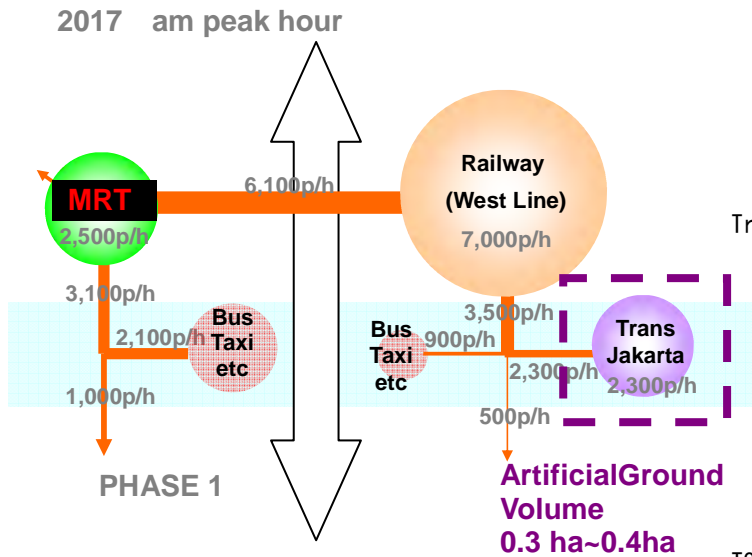 2017 am peak hour
6,100p/h
MRT
2,500p/h
Railway
(West Line)
7,000p/h
Tr
3,100p/h
2,100p/h
Bus
Taxi
etc
1,000p/h
PHASE 1
3,500p/h
900p/h
Bus
Taxi
etc
2,300p/h
Trans
Jakarta
2,300p/h
500p/h
ArtificialGround
Volume
0.3 ha~0.4ha